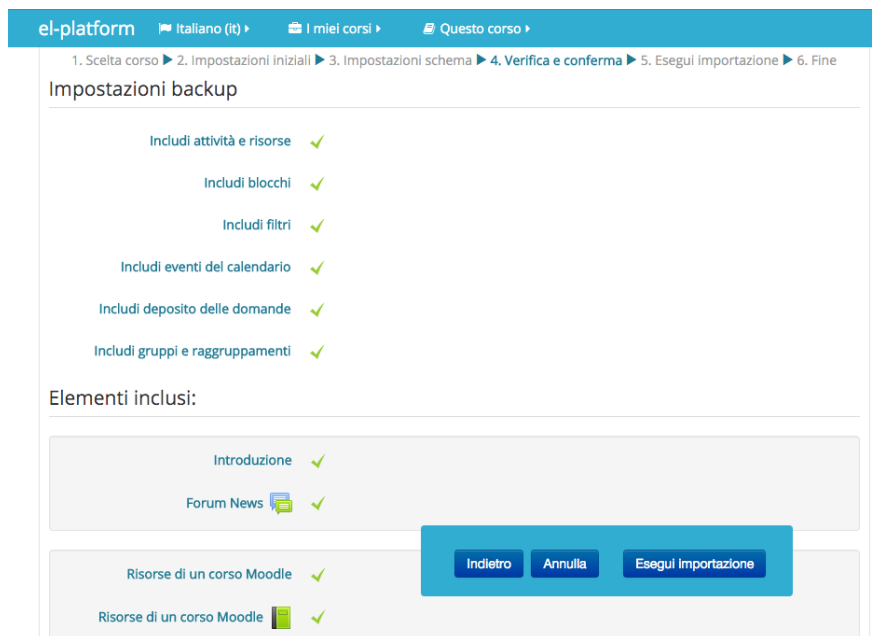 el-platform Italiano (it) I miei corsi Questo corso
1. Scelta corso ▶ 2. Impostazioni iniziali ▶ 3. Impostazioni schema ▶ 4. Verifica e conferma ▶ 5. Esegui importazione ▶ 6. Fine
Impostazioni backup
Includi attività e risorse
Includi blocchi
Includi filtri
Includi eventi del calendario
Includi deposito delle domande
Includi gruppi e raggruppamenti
Elementi inclusi:
Introduzione
Forum News
Indietro Annulla Esegui importazione
Risorse di un corso Moodle
Risorse di un corso Moodle